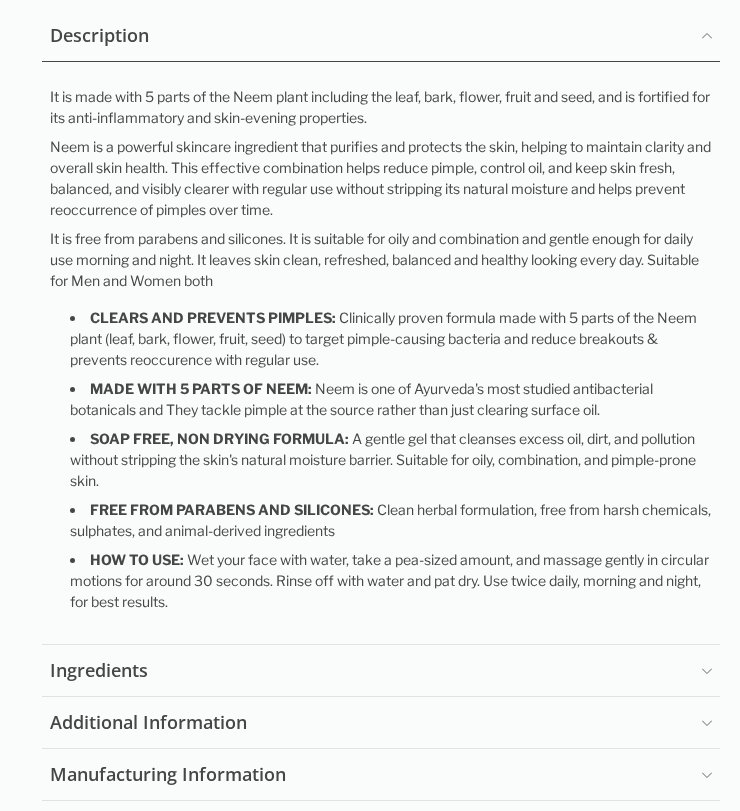 Description
It is made with 5 parts of the Neem plant including the leaf, bark, flower, fruit and seed, and is fortified for
its anti-inflammatory and skin-evening properties.
Neem is a powerful skincare ingredient that purifies and protects the skin, helping to maintain clarity and
overall skin health. This effective combination helps reduce pimple, control oil, and keep skin fresh,
balanced, and visibly clearer with regular use without stripping its natural moisture and helps prevent
reoccurrence of pimples over time.
It is free from parabens and silicones. It is suitable for oily and combination and gentle enough for daily
use morning and night. It leaves skin clean, refreshed, balanced and healthy looking every day. Suitable
for Men and Women both
• CLEARS AND PREVENTS PIMPLES: Clinically proven formula made with 5 parts of the Neem
plant (leaf, bark, flower, fruit, seed) to target pimple-causing bacteria and reduce breakouts &
prevents reoccurence with regular use.
• MADE WITH 5 PARTS OF NEEM: Neem is one of Ayurveda's most studied antibacterial
botanicals and They tackle pimple at the source rather than just clearing surface oil.
• SOAP FREE, NON DRYING FORMULA: A gentle gel that cleanses excess oil, dirt, and pollution
without stripping the skin's natural moisture barrier. Suitable for oily, combination, and pimple-prone
skin.
• FREE FROM PARABENS AND SILICONES: Clean herbal formulation, free from harsh chemicals,
sulphates, and animal-derived ingredients
• HOW TO USE: Wet your face with water, take a pea-sized amount, and massage gently in circular
motions for around 30 seconds. Rinse off with water and pat dry. Use twice daily, morning and night,
for best results.
Ingredients
Additional Information
Manufacturing Information